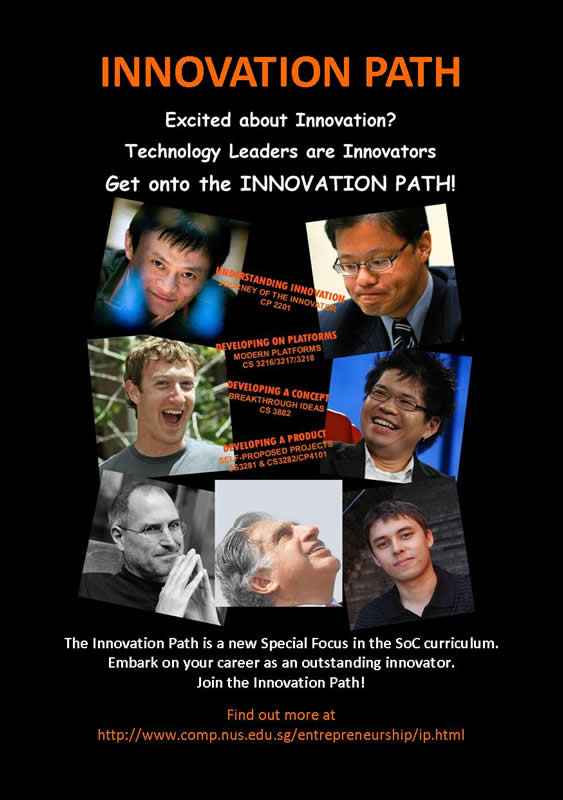 INNOVATION PATH
Excited about Innovation?
Technology Leaders are Innovators
Get onto the INNOVATION PATH!
UNDERSTANDING INNOVATION
JOURNEY OF THE INNOVATOR
CP 2201
DEVELOPING ON PLATFORMS
MODERN PLATFORMS
CS 3216/3217/3218
DEVELOPING A CONCEPT
BREAKTHROUGH IDEAS
CS 3882
DEVELOPING A PRODUCT
SELF-PROPOSED PROJECTS
CS3281 & CS3282/CP4101
The Innovation Path is a new Special Focus in the SoC curriculum.
Embark on your career as an outstanding innovator.
Join the Innovation Path!
Find out more at
http://www.comp.nus.edu.sg/entrepreneurship/ip.html